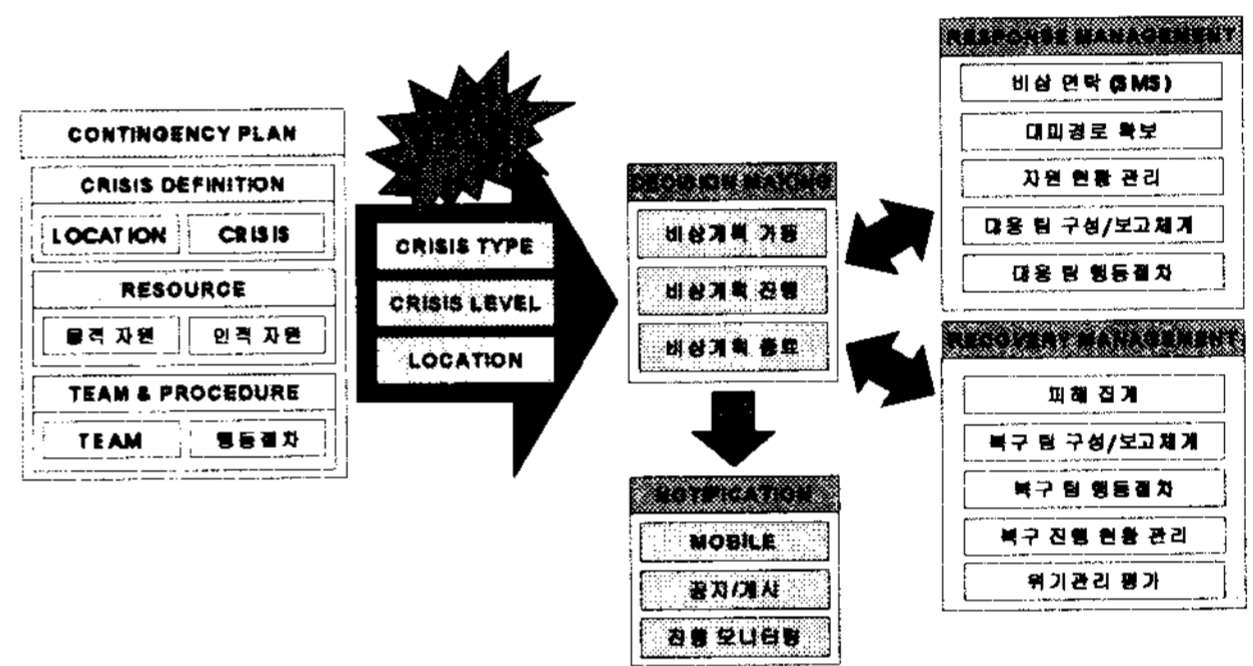 CONTINGENCY PLAN
CRISIS DEFINITION
LOCATION CRISIS
RESOURCE
물적 자원 인적 자원
TEAM & PROCEDURE
TEAM 행동절차
CRISIS TYPE
CRISIS LEVEL
LOCATION
DECISION MAKING
비상계획 가동
비상계획 진행
비상계획 종료
NOTIFICATION
MOBILE
공지/게시
진행 모니터링
RESPONSE MANAGEMENT
비상 연락 (SMS)
대피경로 확보
자원 현황 관리
대응 팀 구성/보고체계
대응 팀 행동절차
RECOVERY MANAGEMENT
피해 집계
복구 팀 구성/보고체계
복구 팀 행동절차
복구 진행 현황 관리
위기관리 평가